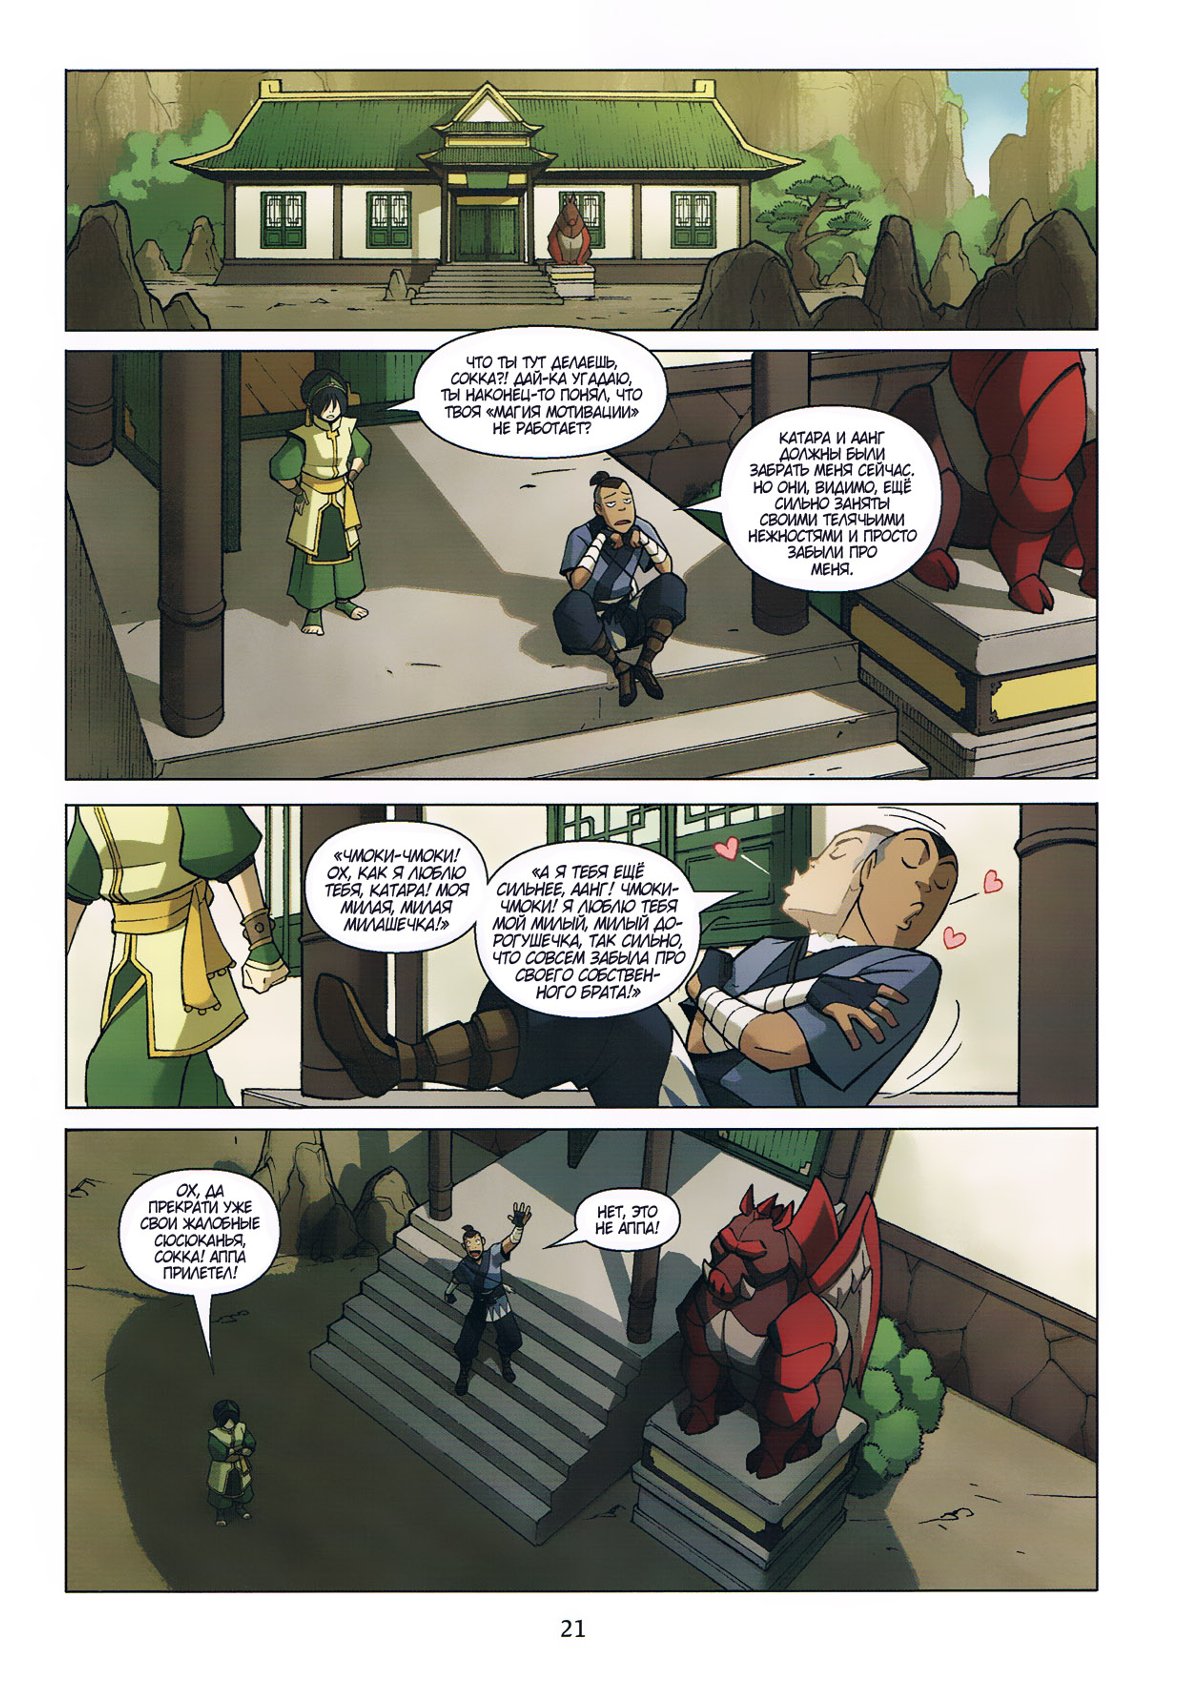 ЧТО ТЫ ТУТ ДЕЛАЕШЬ,
СОККА?! ДАЙ-КА УГАДАЮ,
ТЫ НАКОНЕЦ-ТО ПОНЯЛ, ЧТО
ТВОЯ «МАГИЯ МОТИВАЦИИ»
НЕ РАБОТАЕТ?
КАТАРА И ААНГ
ДОЛЖНЫ БЫЛИ
ЗАБРАТЬ МЕНЯ СЕЙЧАС.
НО ОНИ, ВИДИМО, ЕЩЁ
СИЛЬНО ЗАНЯТЫ
СВОИМИ ТЕЛЯЧЬИМИ
НЕЖНОСТЯМИ И ПРОСТО
ЗАБЫЛИ ПРО
МЕНЯ.
«ЧМОКИ-ЧМОКИ!
ОХ, КАК Я ЛЮБЛЮ
ТЕБЯ, КАТАРА! МОЯ
МИЛАЯ, МИЛАЯ
МИЛАШЕЧКА!»
«А Я ТЕБЯ ЕЩЁ
СИЛЬНЕЕ, ААНГ! ЧМОКИ-
ЧМОКИ! Я ЛЮБЛЮ ТЕБЯ
МОЙ МИЛЫЙ, МИЛЫЙ ДО-
РОГУШЕЧКА, ТАК СИЛЬНО,
ЧТО СОВСЕМ ЗАБЫЛА ПРО
СВОЕГО СОБСТВЕН-
НОГО БРАТА!»
ОХ, ДА
ПРЕКРАТИ УЖЕ
СВОИ ЖАЛОБНЫЕ
СЮСЮКАНЬЯ,
СОККА! АППА
ПРИЛЕТЕЛ!
НЕТ, ЭТО
НЕ АППА!
21